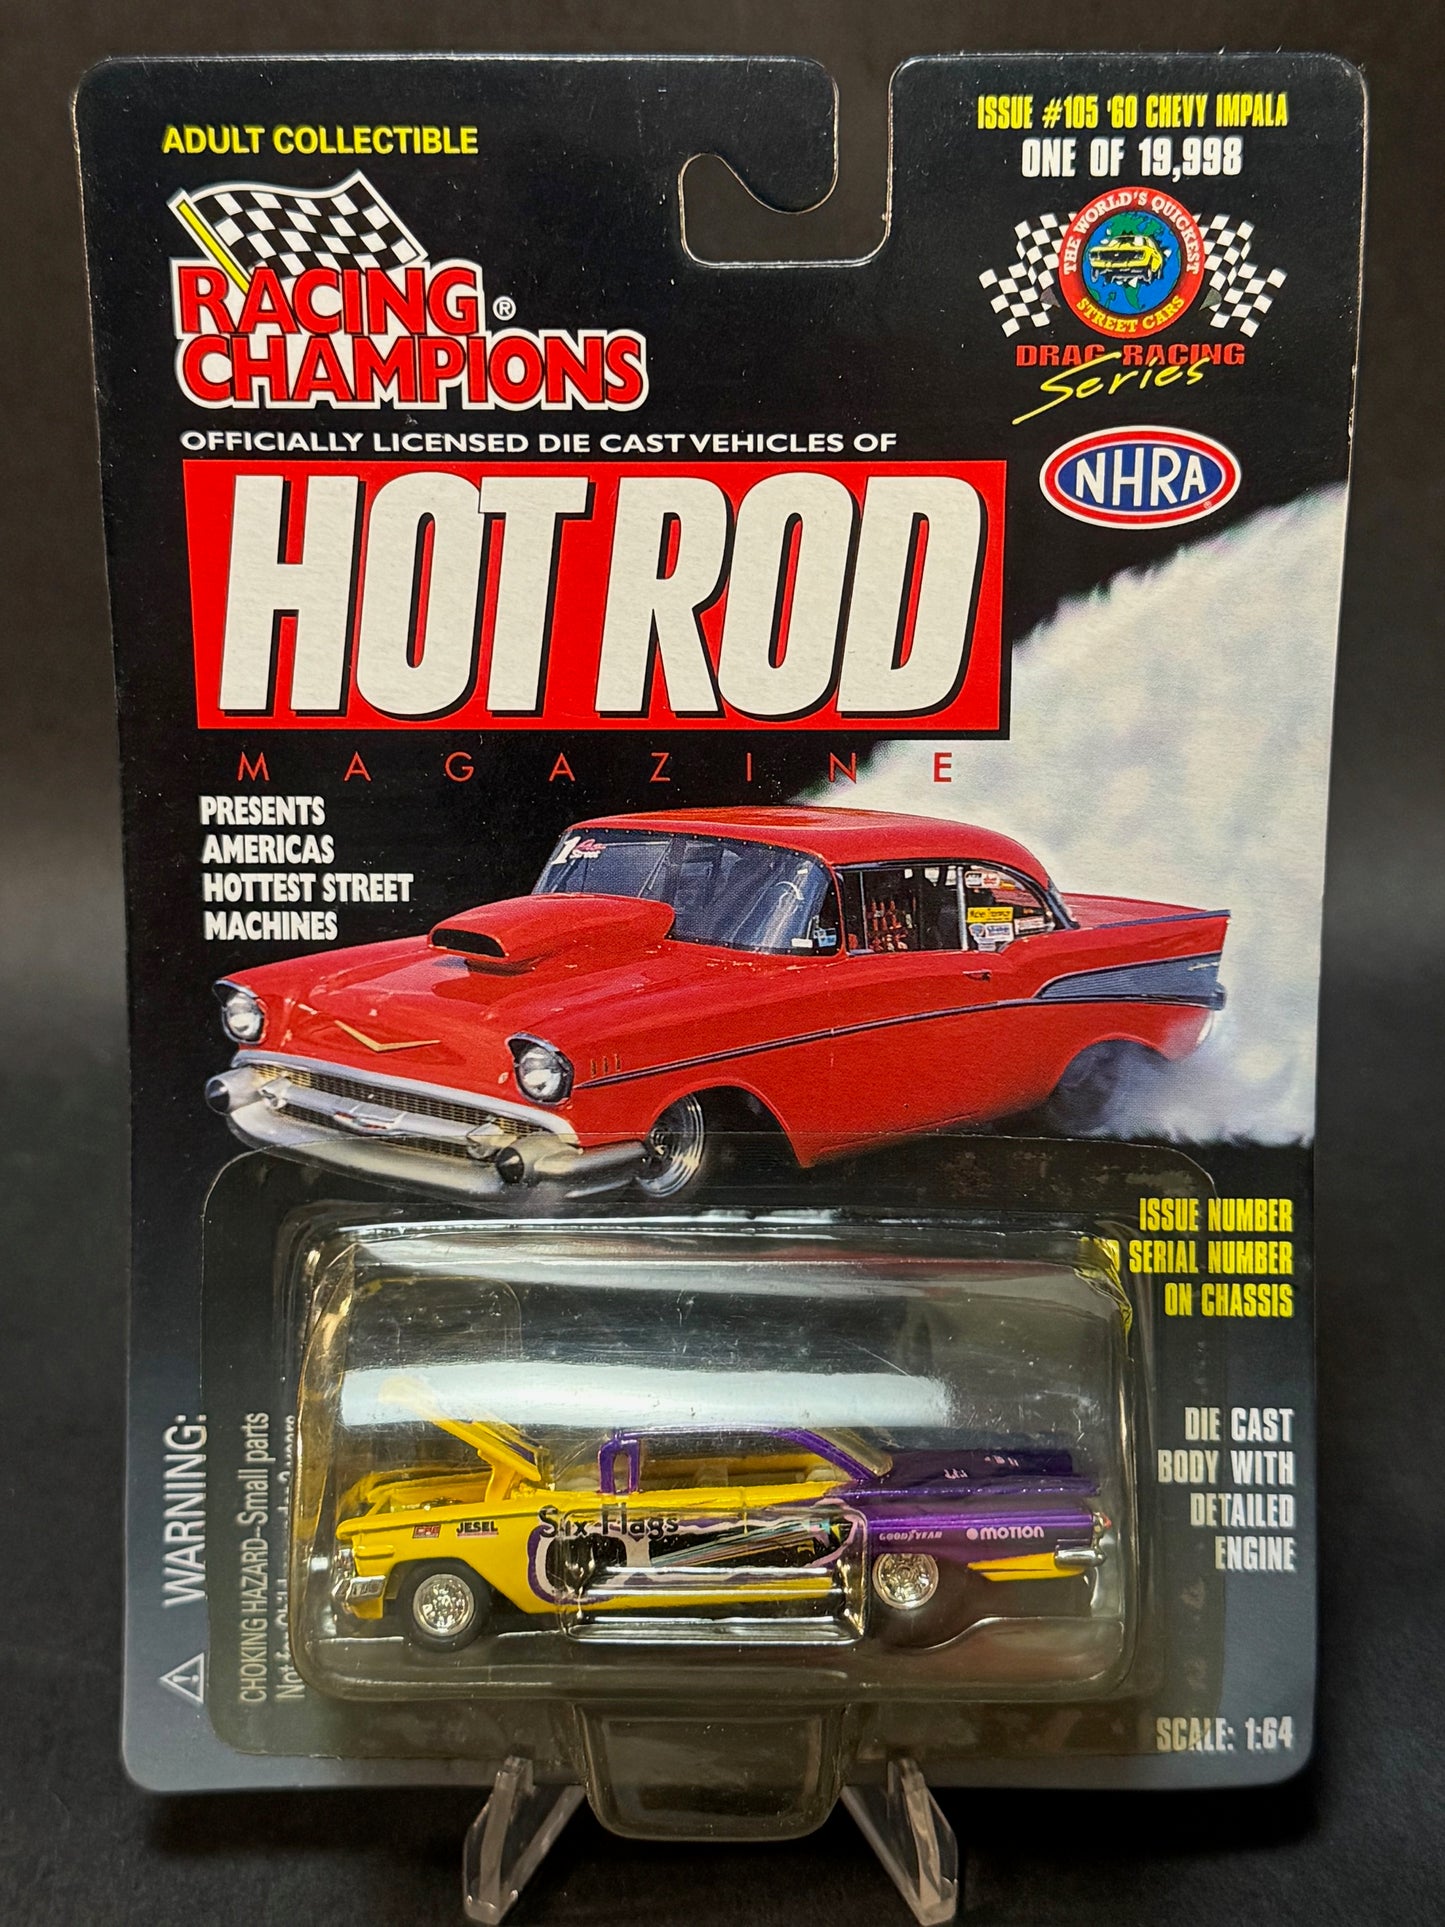 ADULT COLLECTIBLE
ISSUE #105 '60 CHEVY IMPALA
ONE OF 19,998
THE WORLD'S QUICKEST
STREET CARS
DRAG RACING
Series
RACING
CHAMPIONS®
OFFICIALLY LICENSED DIE CAST VEHICLES OF
NHRA
HOT ROD
MAGAZINE
PRESENTS
AMERICAS
HOTTEST STREET
MACHINES
1
ISSUE NUMBER
SERIAL NUMBER
ON CHASSIS
DIE CAST
BODY WITH
DETAILED
ENGINE
SCALE: 1:64
WARNING:
CHOKING HAZARD-Small parts
Not
JESEL
Six Flags
GOODYEAR
MOTION